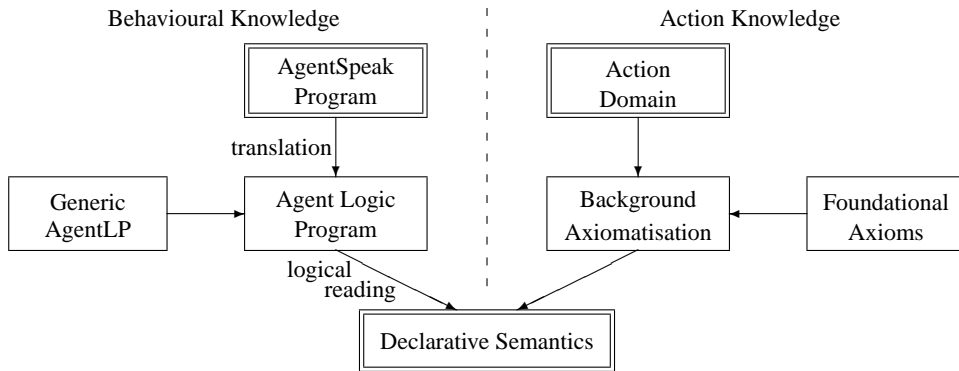 Behavioural Knowledge
Action Knowledge
AgentSpeak
Program
Action
Domain
translation
Generic
AgentLP
Agent Logic
Program
Background
Axiomatisation
Foundational
Axioms
logical
reading
Declarative Semantics